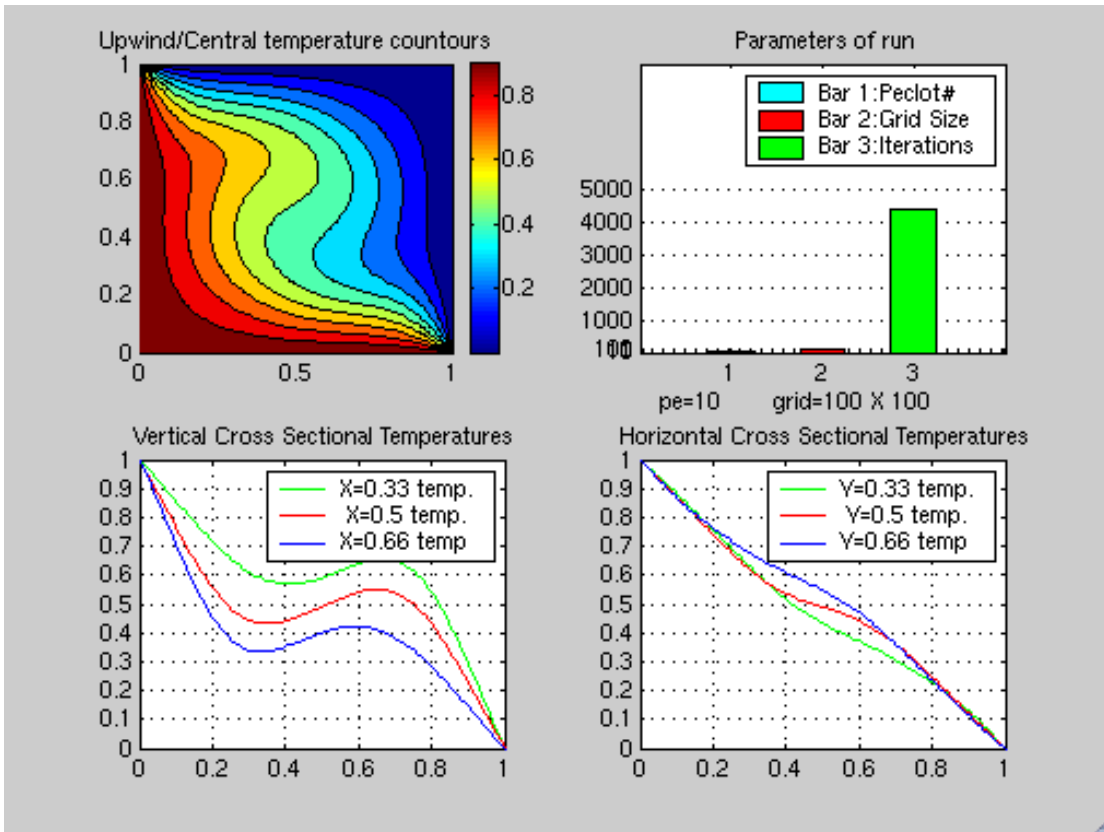 Upwind/Central temperature countours
1
0.8
0.6
0.4
0.2
0
0 0.5 1
0.8
0.6
0.4
0.2
Parameters of run
Bar 1:Peclot#
Bar 2:Grid Size
Bar 3:Iterations
5000
4000
3000
2000
1000
100
10
1 2 3
pe=10 grid=100 X 100
Vertical Cross Sectional Temperatures
X=0.33 temp.
X=0.5 temp.
X=0.66 temp
1
0.9
0.8
0.7
0.6
0.5
0.4
0.3
0.2
0.1
0
0 0.2 0.4 0.6 0.8 1
Horizontal Cross Sectional Temperatures
Y=0.33 temp.
Y=0.5 temp.
Y=0.66 temp
1
0.9
0.8
0.7
0.6
0.5
0.4
0.3
0.2
0.1
0
0 0.2 0.4 0.6 0.8 1